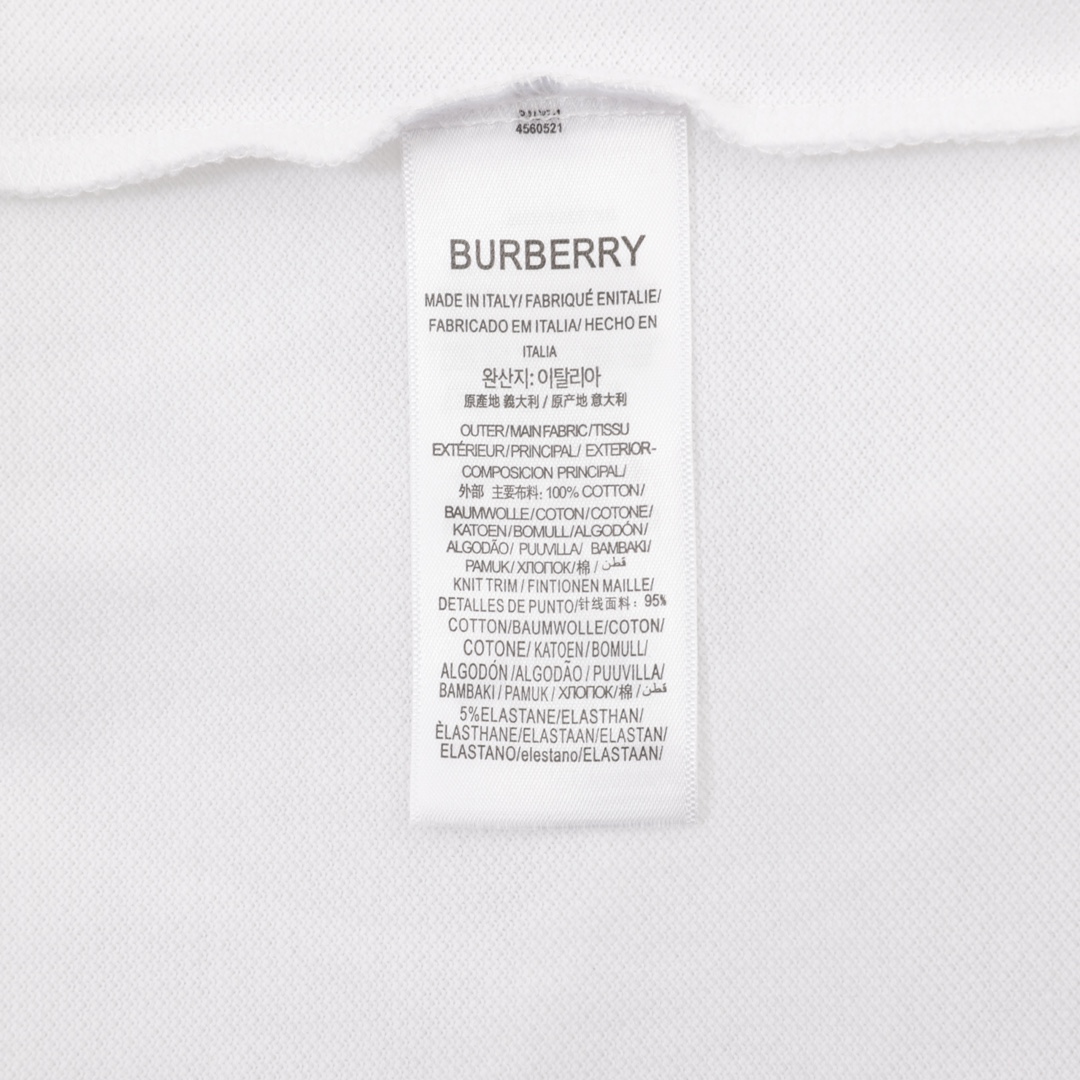 4560521
BURBERRY
MADE IN ITALY/ FABRIQUÉ ENITALIE/
FABRICADO EM ITALIA/ HECHO EN
ITALIA
완산지: 이탈리아
原產地 義大利 / 原产地 意大利
OUTER/MAIN FABRIC/TISSU
EXTÉRIEUR/PRINCIPAL/ EXTERIOR-
COMPOSICION PRINCIPAL/
外部 主要布料: 100% COTTON/
BAUMWOLLE/COTON/COTONE/
KATOEN/BOMULL/ALGODÓN/
ALGODÃO/ PUUVILLA/ BAMBAKI/
PAMUK/ХЛОПОК/棉 / قطن
KNIT TRIM / FINTIONEN MAILLE/
DETALLES DE PUNTO/针线面料: 95%
COTTON/BAUMWOLLE/COTON/
COTONE/ KATOEN/BOMULL/
ALGODÓN /ALGODÃO / PUUVILLA/
BAMBAKI / PAMUK / ХЛОПОК/棉 / قطن
5%ELASTANE/ELASTHAN/
ÈLASTHANE/ELASTAAN/ELASTAN/
ELASTANO/elestano/ELASTAAN/